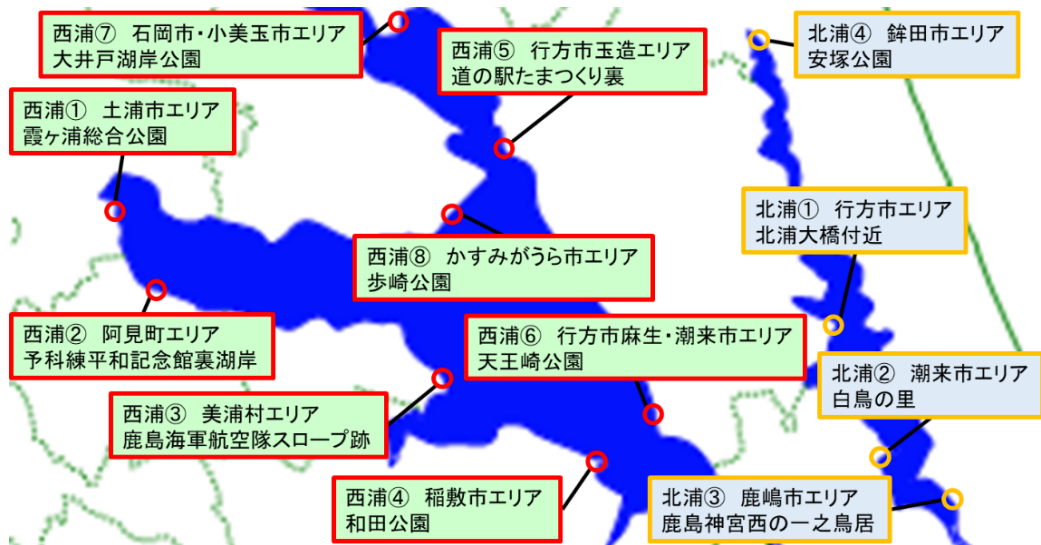 西浦⑦　石岡市・小美玉市エリア
大井戸湖岸公園
西浦⑤　行方市玉造エリア
道の駅たまつくり裏
北浦④　鉾田市エリア
安塚公園
西浦①　土浦市エリア
霞ヶ浦総合公園
北浦①　行方市エリア
北浦大橋付近
西浦⑧　かすみがうら市エリア
歩崎公園
西浦②　阿見町エリア
予科練平和記念館裏湖岸
西浦⑥　行方市麻生・潮来市エリア
天王崎公園
北浦②　潮来市エリア
白鳥の里
西浦③　美浦村エリア
鹿島海軍航空隊スロープ跡
西浦④　稲敷市エリア
和田公園
北浦③　鹿嶋市エリア
鹿島神宮西の一之鳥居